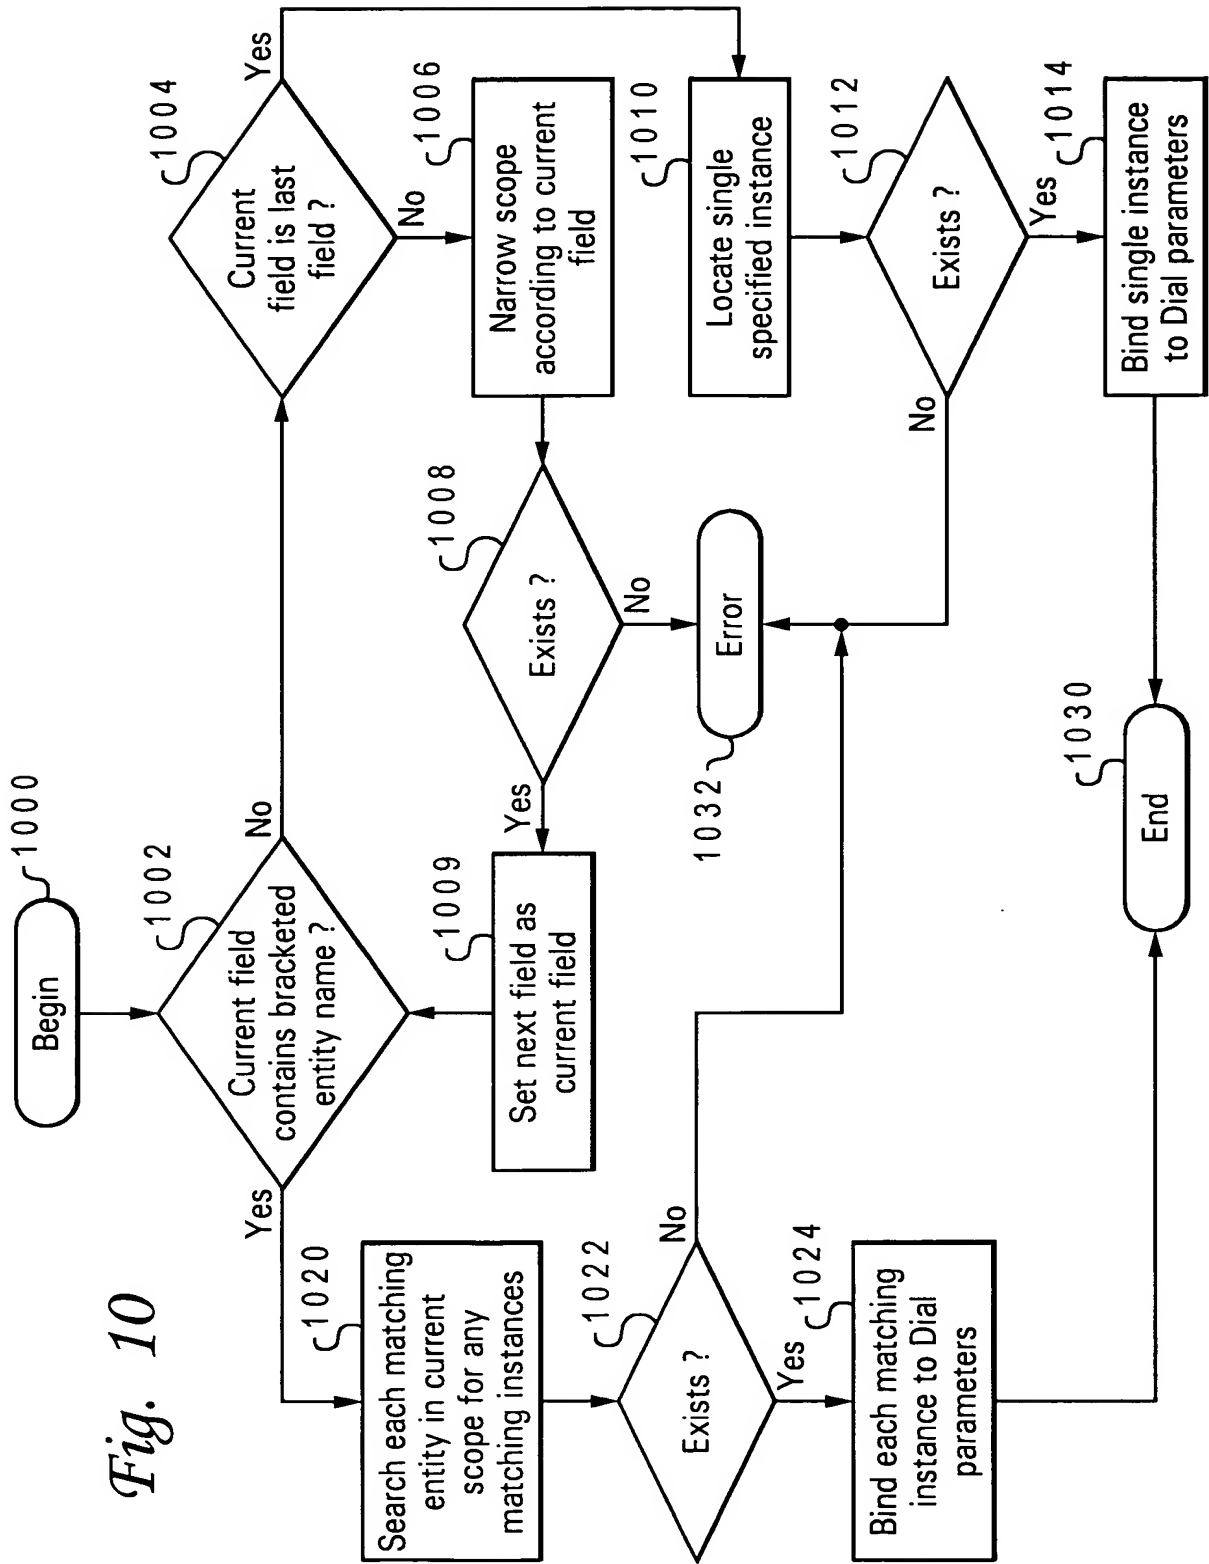 Fig. 10
Begin
1000
Current field
contains bracketed
entity name ?
1002
Yes
No
Current
field is last
field ?
1004
Yes
No
Narrow scope
according to current
field
1006
Exists ?
1008
Yes
No
Set next field as
current field
1009
Locate single
specified instance
1010
Exists ?
1012
No
Yes
Bind single instance
to Dial parameters
1014
Search each matching
entity in current
scope for any
matching instances
1020
Exists ?
1022
No
Yes
Bind each matching
instance to Dial
parameters
1024
Error
1032
End
1030